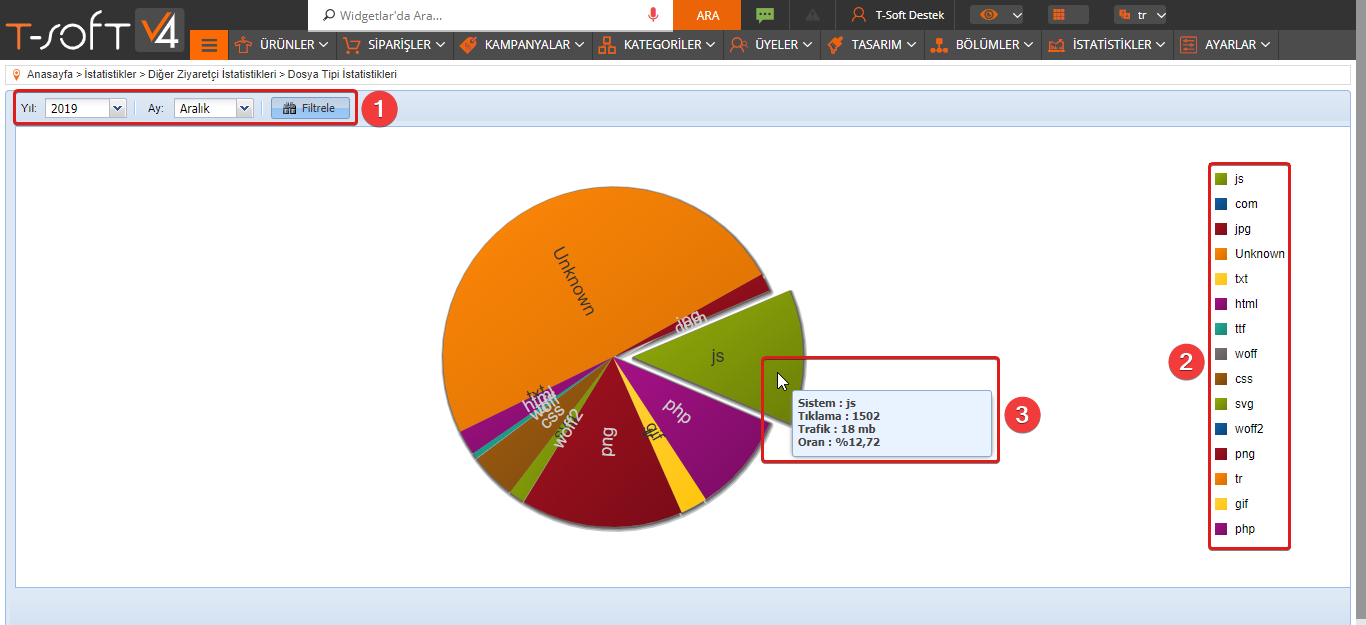 T-SOFT V4
Widgetlar'da Ara...
ARA
T-Soft Destek
tr
ÜRÜNLER
SİPARİŞLER
KAMPANYALAR
KATEGORİLER
ÜYELER
TASARIM
BÖLÜMLER
İSTATİSTİKLER
AYARLAR
Anasayfa > İstatistikler > Diğer Ziyaretçi İstatistikleri > Dosya Tipi İstatistikleri
Yıl: 2019 Ay: Aralık Filtrele
1
Unknown
jpg
js
txt
html
woff
css
woff2
png
gif
php
Sistem : js
Tıklama : 1502
Trafik : 18 mb
Oran : %12,72
3
2
js
com
jpg
Unknown
txt
html
ttf
woff
css
svg
woff2
png
tr
gif
php